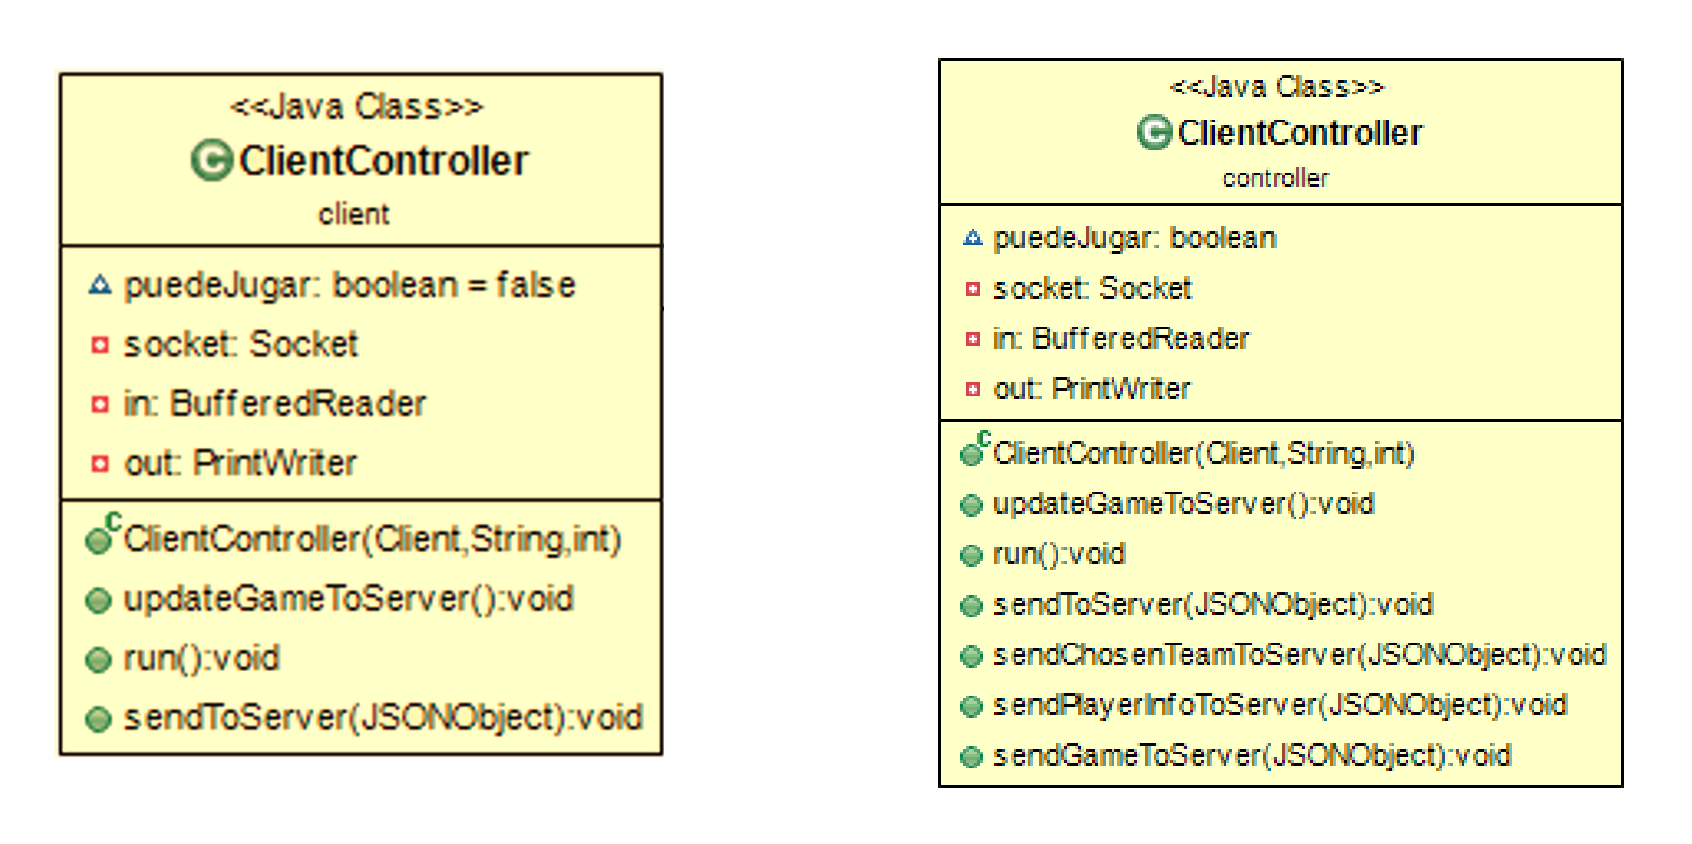 <<Java Class>>
ClientController
client
puedeJugar: boolean = false
socket: Socket
in: BufferedReader
out: PrintWriter
ClientController(Client,String,int)
updateGameToServer():void
run():void
sendToServer(JSONObject):void
<<Java Class>>
ClientController
controller
puedeJugar: boolean
socket: Socket
in: BufferedReader
out: PrintWriter
ClientController(Client,String,int)
updateGameToServer():void
run():void
sendToServer(JSONObject):void
sendChosenTeamToServer(JSONObject):void
sendPlayerInfoToServer(JSONObject):void
sendGameToServer(JSONObject):void